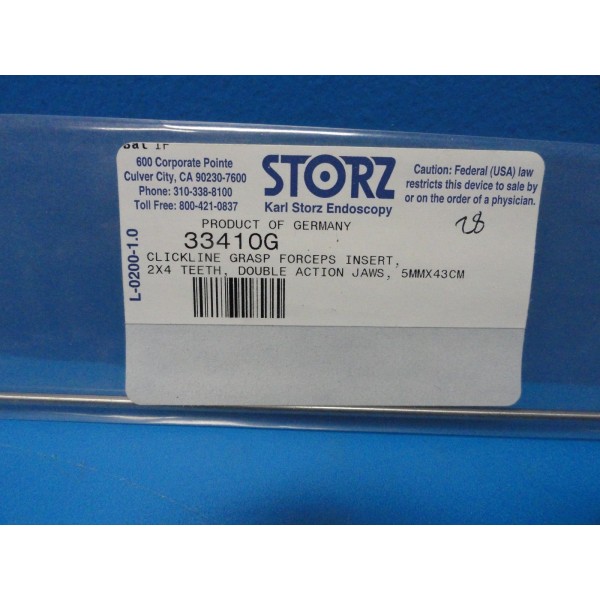 600 Corporate Pointe
Culver City, CA 90230-7600
Phone: 310-338-8100
Toll Free: 800-421-0837
STORZ
Karl Storz Endoscopy
Caution: Federal (USA) law
restricts this device to sale by
or on the order of a physician.
28
PRODUCT OF GERMANY
33410G
CLICKLINE GRASP FORCEPS INSERT,
2X4 TEETH, DOUBLE ACTION JAWS, 5MMX43CM
L-0200-1.0